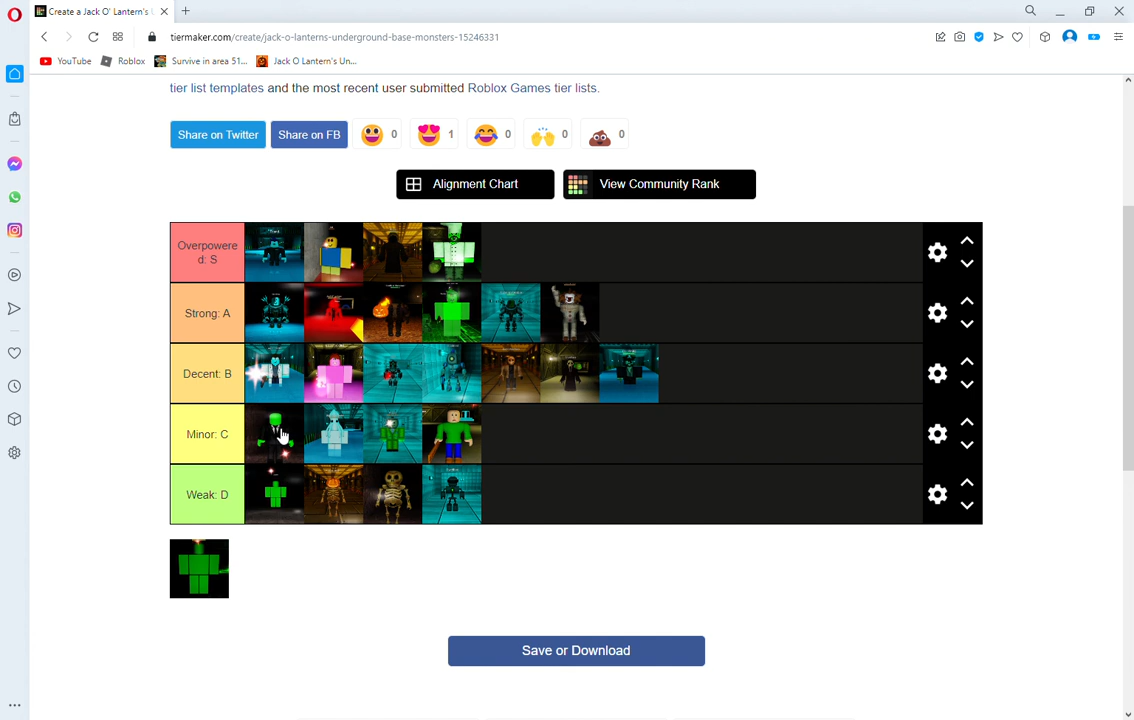 Create a Jack O' Lantern's U
tiermaker.com/create/jack-o-lanterns-underground-base-monsters-15246331
YouTube
Roblox
Survive in area 51...
Jack O Lantern's Un...
tier list templates and the most recent user submitted Roblox Games tier lists.
Share on Twitter
Share on FB
0
1
0
0
0
Alignment Chart
View Community Rank
Overpowere
d: S
Strong: A
Decent: B
Minor: C
Weak: D
Save or Download